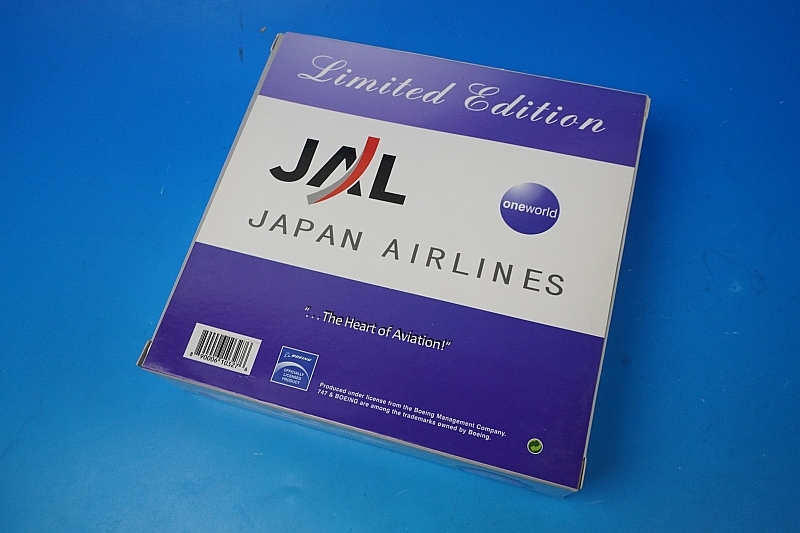 Limited Edition
JAL
oneworld
JAPAN AIRLINES
"...The Heart of Aviation!"
BOEING
OFFICIALLY
LICENSED
PRODUCT
Produced under license from the Boeing Management Company.
747 & BOEING are among the trademarks owned by Boeing.